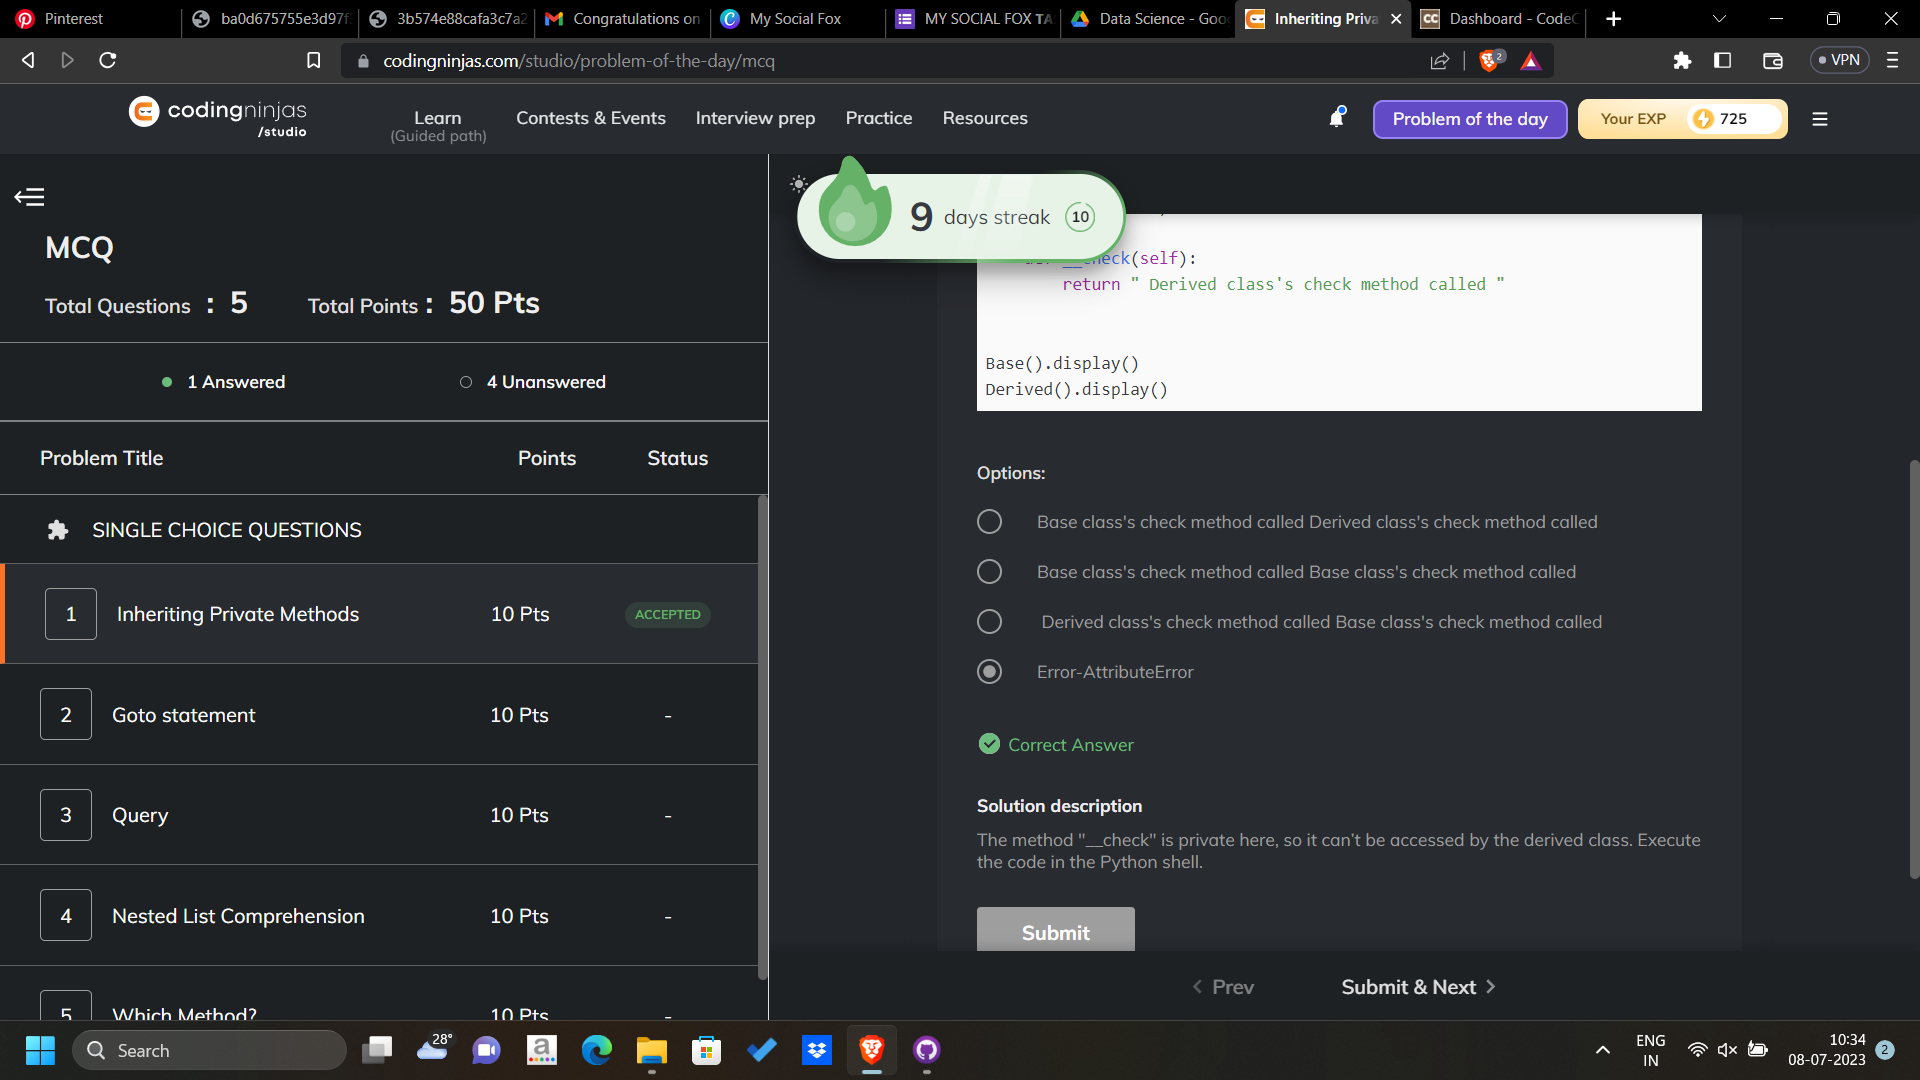 Pinterest
ba0d675755e3d97f
3b574e88cafa3c7a2
Congratulations on
My Social Fox
MY SOCIAL FOX TA
Data Science - Goo
Inheriting Priva
Dashboard - CodeC
codingninjas.com/studio/problem-of-the-day/mcq
2
VPN
codingninjas
/studio
Learn
(Guided path)
Contests & Events
Interview prep
Practice
Resources
Problem of the day
Your EXP
725
9 days streak 10
MCQ
Total Questions : 5
Total Points : 50 Pts
1 Answered
4 Unanswered
Problem Title
Points
Status
SINGLE CHOICE QUESTIONS
1
Inheriting Private Methods
10 Pts
ACCEPTED
2
Goto statement
10 Pts
-
3
Query
10 Pts
-
4
Nested List Comprehension
10 Pts
-
5
Which Method?
10 Pts
-
__check(self):
return " Derived class's check method called "
Base().display()
Derived().display()
Options:
Base class's check method called Derived class's check method called
Base class's check method called Base class's check method called
Derived class's check method called Base class's check method called
Error-AttributeError
Correct Answer
Solution description
The method "__check" is private here, so it can't be accessed by the derived class. Execute
the code in the Python shell.
Submit
Prev
Submit & Next
Search
28°
a
ENG
IN
10:34
08-07-2023
2